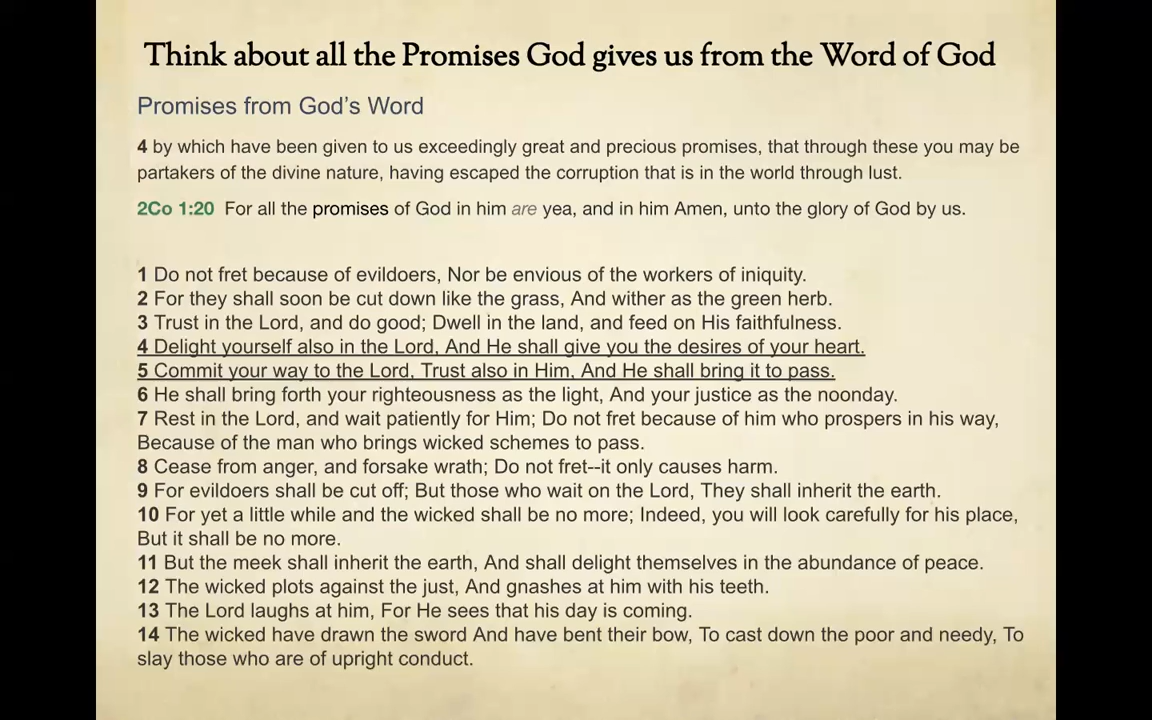 Think about all the Promises God gives us from the Word of God
Promises from God's Word
4 by which have been given to us exceedingly great and precious promises, that through these you may be
partakers of the divine nature, having escaped the corruption that is in the world through lust.
2Co 1:20 For all the promises of God in him are yea, and in him Amen, unto the glory of God by us.
1 Do not fret because of evildoers, Nor be envious of the workers of iniquity.
2 For they shall soon be cut down like the grass, And wither as the green herb.
3 Trust in the Lord, and do good; Dwell in the land, and feed on His faithfulness.
4 Delight yourself also in the Lord, And He shall give you the desires of your heart.
5 Commit your way to the Lord, Trust also in Him, And He shall bring it to pass.
6 He shall bring forth your righteousness as the light, And your justice as the noonday.
7 Rest in the Lord, and wait patiently for Him; Do not fret because of him who prospers in his way,
Because of the man who brings wicked schemes to pass.
8 Cease from anger, and forsake wrath; Do not fret--it only causes harm.
9 For evildoers shall be cut off; But those who wait on the Lord, They shall inherit the earth.
10 For yet a little while and the wicked shall be no more; Indeed, you will look carefully for his place,
But it shall be no more.
11 But the meek shall inherit the earth, And shall delight themselves in the abundance of peace.
12 The wicked plots against the just, And gnashes at him with his teeth.
13 The Lord laughs at him, For He sees that his day is coming.
14 The wicked have drawn the sword And have bent their bow, To cast down the poor and needy, To
slay those who are of upright conduct.